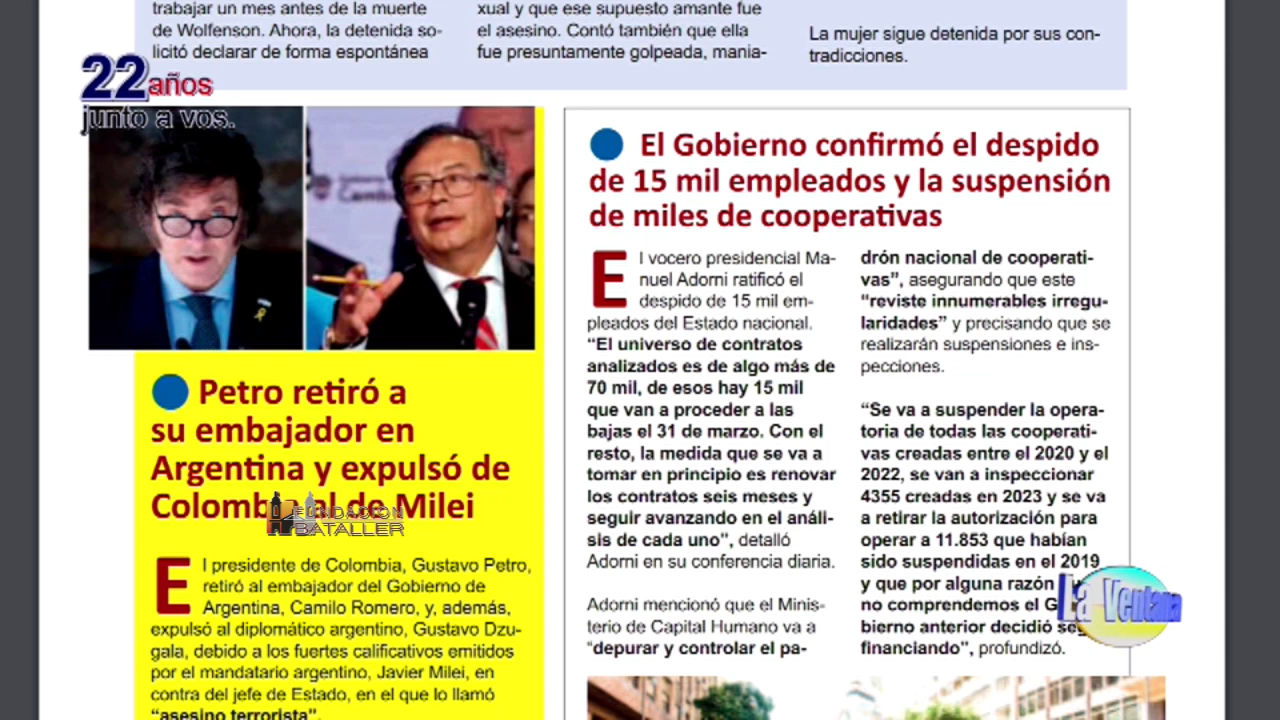 trabajar un mes antes de la muerte
de Wolfenson. Ahora, la detenida so-
licitó declarar de forma espontánea
xual y que ese supuesto amante fue
el asesino. Contó también que ella
fue presuntamente golpeada, mania-
La mujer sigue detenida por sus con-
tradicciones.
22años
junto a vos.
Petro retiró a
su embajador en
Argentina y expulsó de
Colombia al de Milei
FUNDACION
BATALLER
El presidente de Colombia, Gustavo Petro,
retiró al embajador del Gobierno de
Argentina, Camilo Romero, y, además,
expulsó al diplomático argentino, Gustavo Dzu-
gala, debido a los fuertes calificativos emitidos
por el mandatario argentino, Javier Milei, en
contra del jefe de Estado, en el que lo llamó
“asesino terrorista”.
El Gobierno confirmó el despido
de 15 mil empleados y la suspensión
de miles de cooperativas
El vocero presidencial Ma-
nuel Adorni ratificó el
despido de 15 mil em-
pleados del Estado nacional.
“El universo de contratos
analizados es de algo más de
70 mil, de esos hay 15 mil
que van a proceder a las
bajas el 31 de marzo. Con el
resto, la medida que se va a
tomar en principio es renovar
los contratos seis meses y
seguir avanzando en el análi-
sis de cada uno”, detalló
Adorni en su conferencia diaria.
Adorni mencionó que el Minis-
terio de Capital Humano va a
“depurar y controlar el pa-
drón nacional de cooperati-
vas”, asegurando que este
“reviste innumerables irregu-
laridades” y precisando que se
realizarán suspensiones e ins-
pecciones.
“Se va a suspender la opera-
toria de todas las cooperati-
vas creadas entre el 2020 y el
2022, se van a inspeccionar
4355 creadas en 2023 y se va
a retirar la autorización para
operar a 11.853 que habían
sido suspendidas en el 2019
y que por alguna razón
no comprendemos el Go-
bierno anterior decidió seguir
financiando”, profundizó.
La Ventana